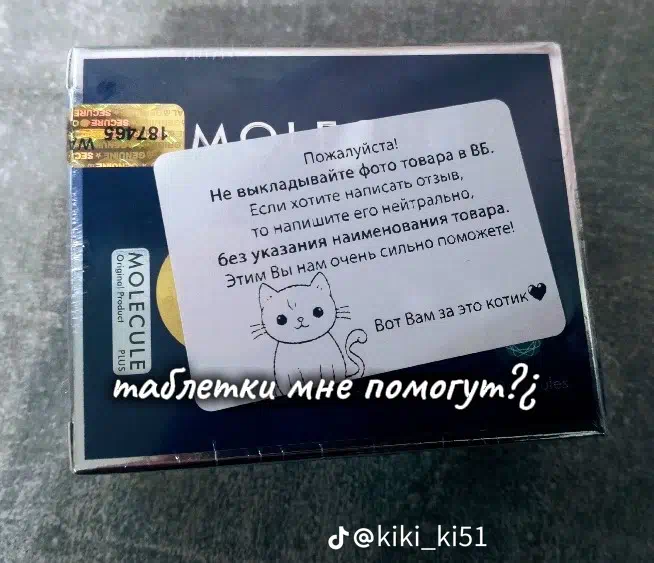 187465
MOLE
Пожалуйста!
Не выкладывайте фото товара в ВБ.
Если хотите написать отзыв,
то напишите его нейтрально,
без указания наименования товара.
Этим Вы нам очень сильно поможете!
Вот Вам за это котик🖤
MOLECULE
PLUS
Original Product
таблетки мне помогут?¿
@kiki_ki51